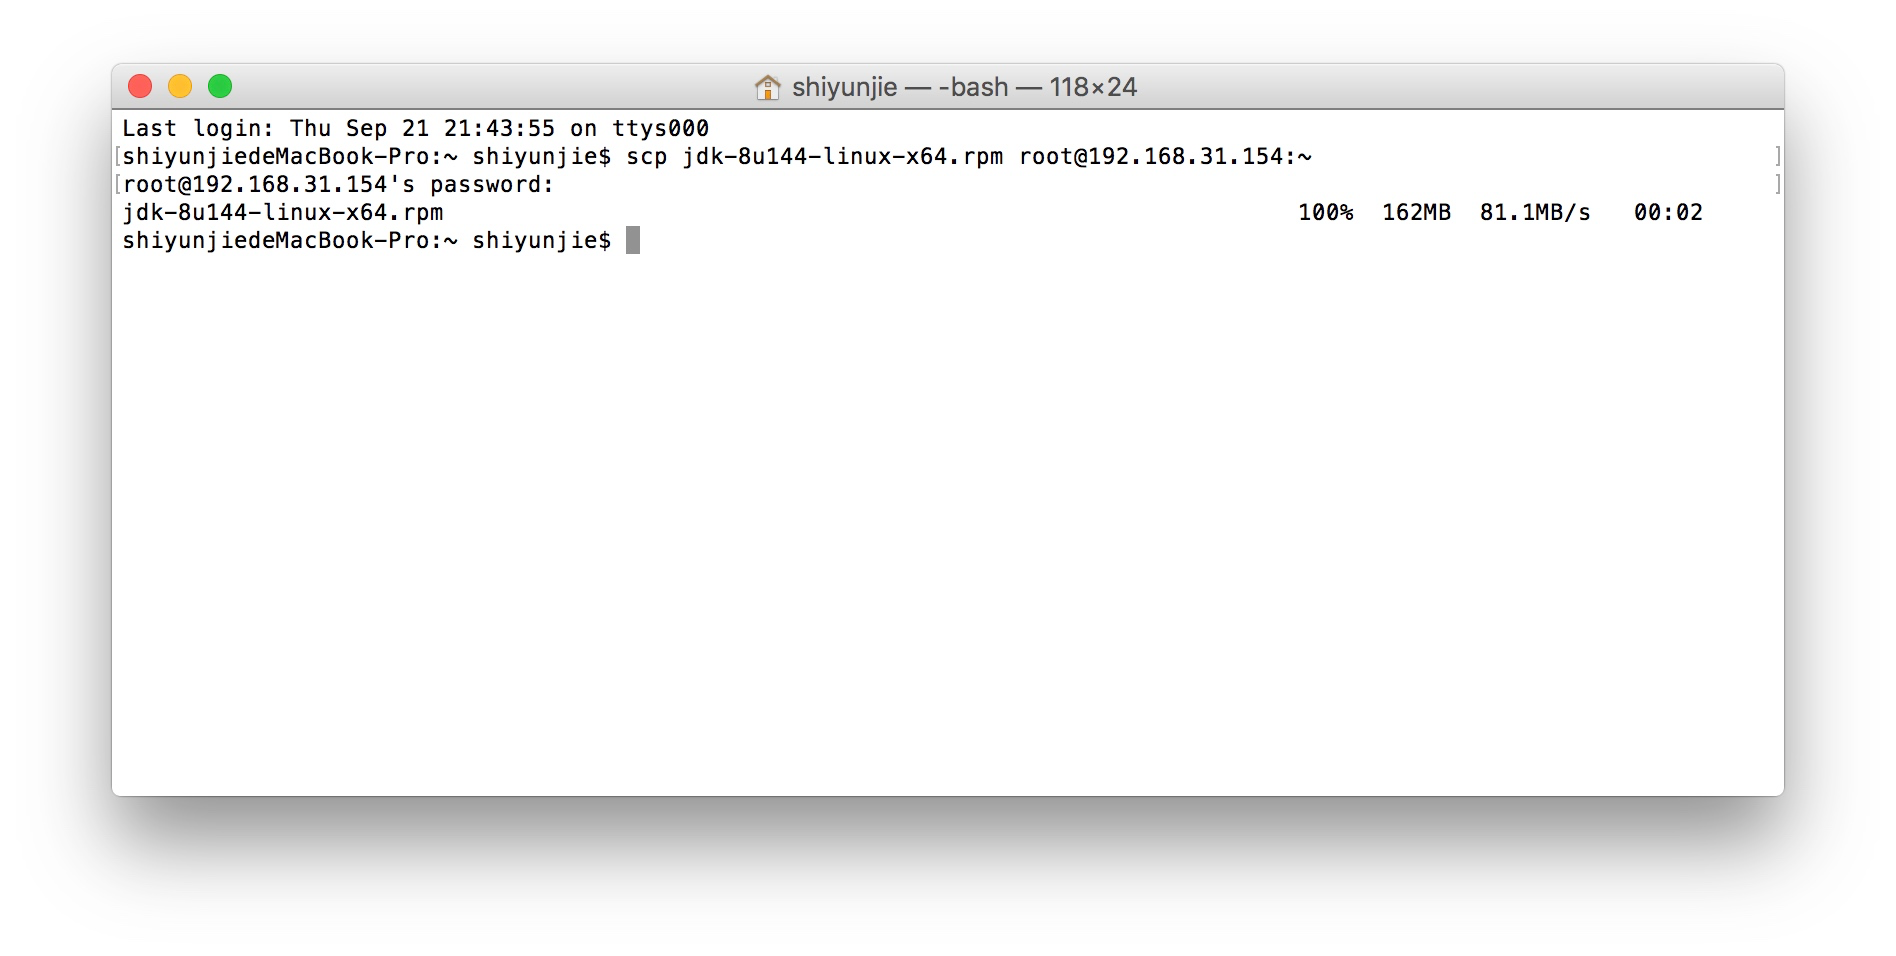 shiyunjie — -bash — 118×24
Last login: Thu Sep 21 21:43:55 on ttys000
[shiyunjiedeMacBook-Pro:~ shiyunjie$ scp jdk-8u144-linux-x64.rpm root@192.168.31.154:~ ]
[root@192.168.31.154's password: ]
jdk-8u144-linux-x64.rpm 100% 162MB 81.1MB/s 00:02
shiyunjiedeMacBook-Pro:~ shiyunjie$